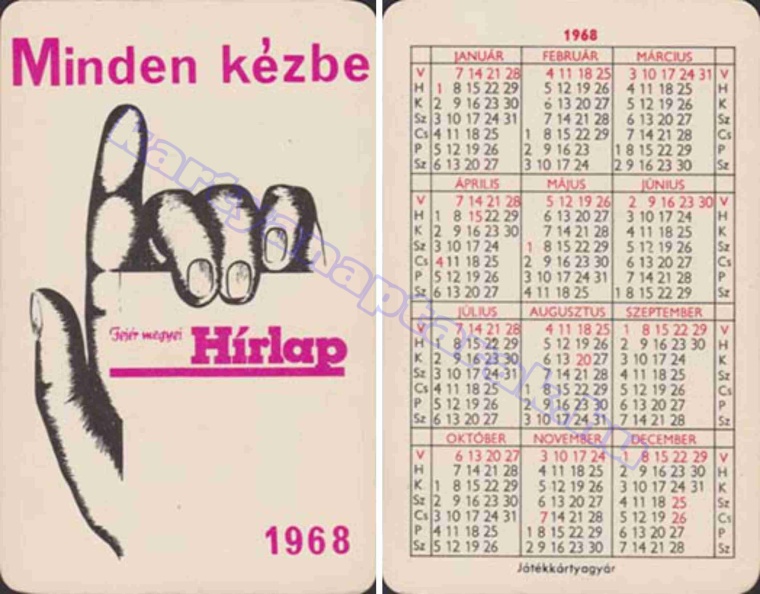 Minden kézbe
Fejér megyei
Hírlap
1968
1968
JANUÁR FEBRUÁR MÁRCIUS
V 7 14 21 28 4 11 18 25 3 10 17 24 31 V
H 1 8 15 22 29 5 12 19 26 4 11 18 25 H
K 2 9 16 23 30 6 13 20 27 5 12 19 26 K
Sz 3 10 17 24 31 7 14 21 28 6 13 20 27 Sz
Cs 4 11 18 25 1 8 15 22 29 7 14 21 28 Cs
P 5 12 19 26 2 9 16 23 1 8 15 22 29 P
Sz 6 13 20 27 3 10 17 24 2 9 16 23 30 Sz
ÁPRILIS MÁJUS JÚNIUS
V 7 14 21 28 5 12 19 26 2 9 16 23 30 V
H 1 8 15 22 29 6 13 20 27 3 10 17 24 H
K 2 9 16 23 30 7 14 21 28 4 11 18 25 K
Sz 3 10 17 24 1 8 15 22 29 5 12 19 26 Sz
Cs 4 11 18 25 2 9 16 23 30 6 13 20 27 Cs
P 5 12 19 26 3 10 17 24 31 7 14 21 28 P
Sz 6 13 20 27 4 11 18 25 1 8 15 22 29 Sz
JÚLIUS AUGUSZTUS SZEPTEMBER
V 7 14 21 28 4 11 18 25 1 8 15 22 29 V
H 1 8 15 22 29 5 12 19 26 2 9 16 23 30 H
K 2 9 16 23 30 6 13 20 27 3 10 17 24 K
Sz 3 10 17 24 31 7 14 21 28 4 11 18 25 Sz
Cs 4 11 18 25 1 8 15 22 29 5 12 19 26 Cs
P 5 12 19 26 2 9 16 23 30 6 13 20 27 P
Sz 6 13 20 27 3 10 17 24 31 7 14 21 28 Sz
OKTÓBER NOVEMBER DECEMBER
V 6 13 20 27 3 10 17 24 1 8 15 22 29 V
H 7 14 21 28 4 11 18 25 2 9 16 23 30 H
K 1 8 15 22 29 5 12 19 26 3 10 17 24 31 K
Sz 2 9 16 23 30 6 13 20 27 4 11 18 25 Sz
Cs 3 10 17 24 31 7 14 21 28 5 12 19 26 Cs
P 4 11 18 25 1 8 15 22 29 6 13 20 27 P
Sz 5 12 19 26 2 9 16 23 30 7 14 21 28 Sz
Játékkártyagyár
kartyanaptarak.hu